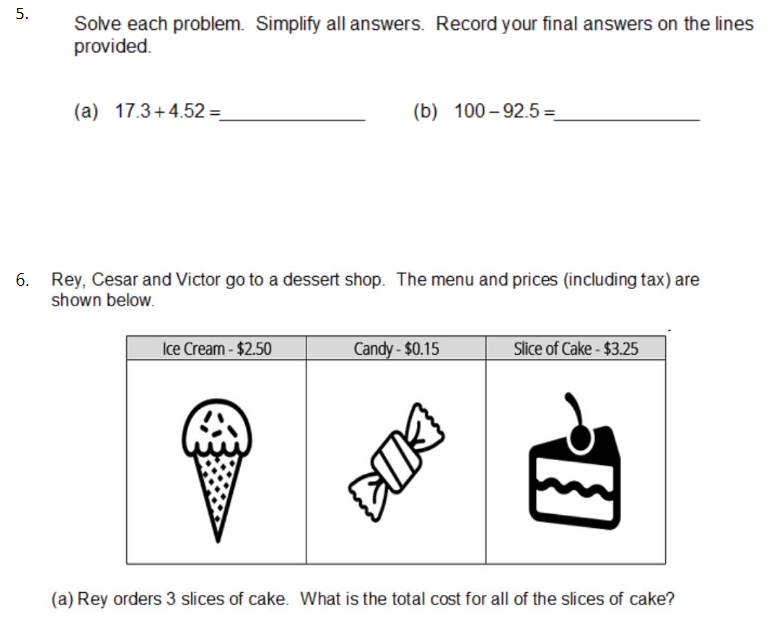 5.
Solve each problem. Simplify all answers. Record your final answers on the lines
provided.
(a) 17.3+4.52 =_______________ (b) 100–92.5 =_______________
6. Rey, Cesar and Victor go to a dessert shop. The menu and prices (including tax) are
shown below.
Ice Cream - $2.50 Candy - $0.15 Slice of Cake - $3.25
(a) Rey orders 3 slices of cake. What is the total cost for all of the slices of cake?